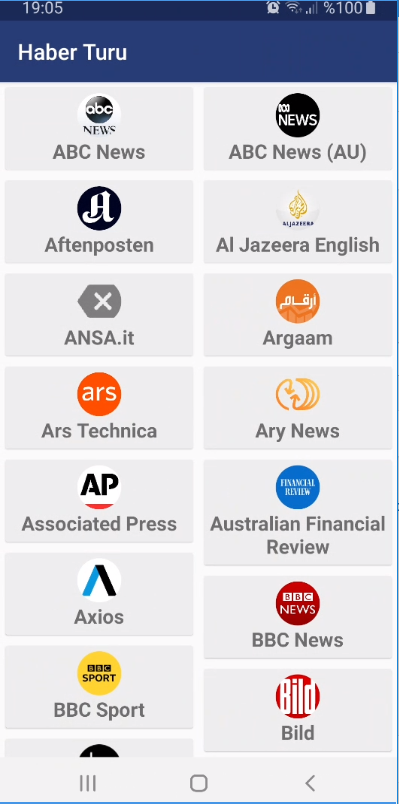 19:05
%100
Haber Turu
abc
NEWS
ABC News
abc
NEWS
ABC News (AU)
A
Aftenposten
ALJAZEERA
Al Jazeera English
ANSA.it
أرقام
Argaam
ars
Ars Technica
Ary News
AP
Associated Press
FINANCIAL
REVIEW
Australian Financial
Review
Axios
BBC
NEWS
BBC News
BBC
SPORT
BBC Sport
Bild
Bild